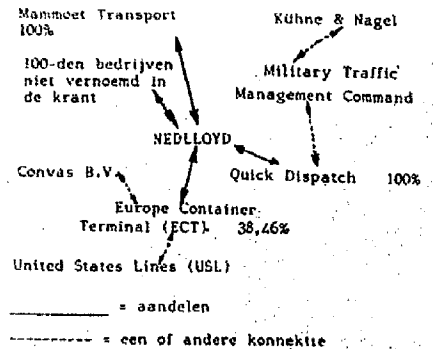 Mammoet Transport
100%
Kühne & Nagel
100-den bedrijven
niet vernoemd in
de krant
Military Traffic
Management Command
NEDLLOYD
Convas B.V.
Quick Dispatch 100%
Europe Container
Terminal (ECT) 38,46%
United States Lines (USL)
= aandelen
= een of andere konnektie